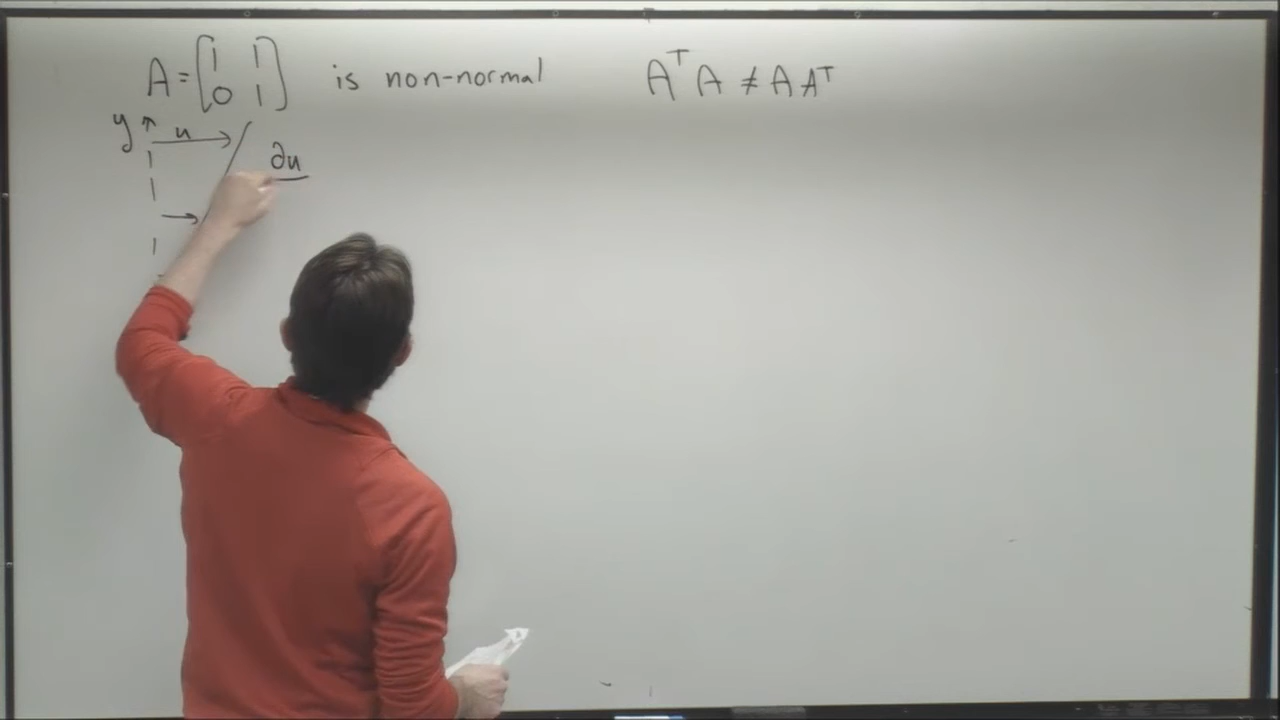 A = [1 1 0 1] is non-normal AᵀA ≠ AAᵀ
y u ∂u